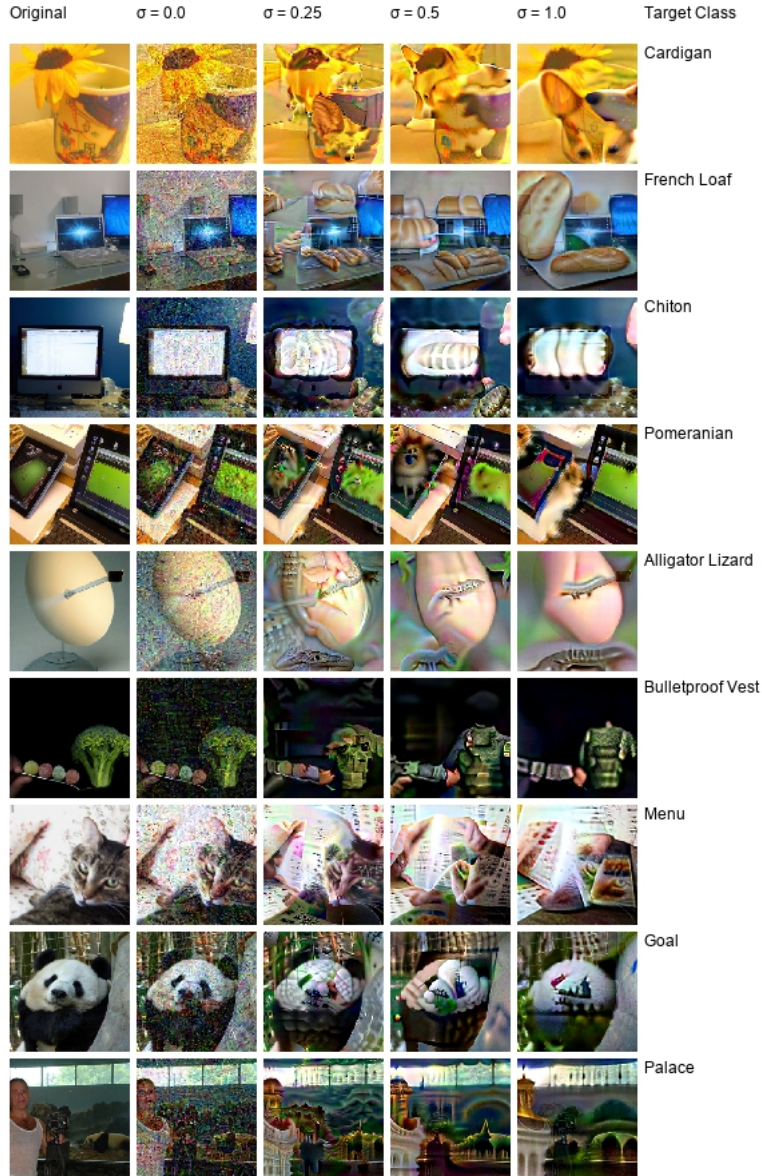 Original σ = 0.0 σ = 0.25 σ = 0.5 σ = 1.0 Target Class
Cardigan
French Loaf
Chiton
Pomeranian
Alligator Lizard
Bulletproof Vest
Menu
Goal
Palace